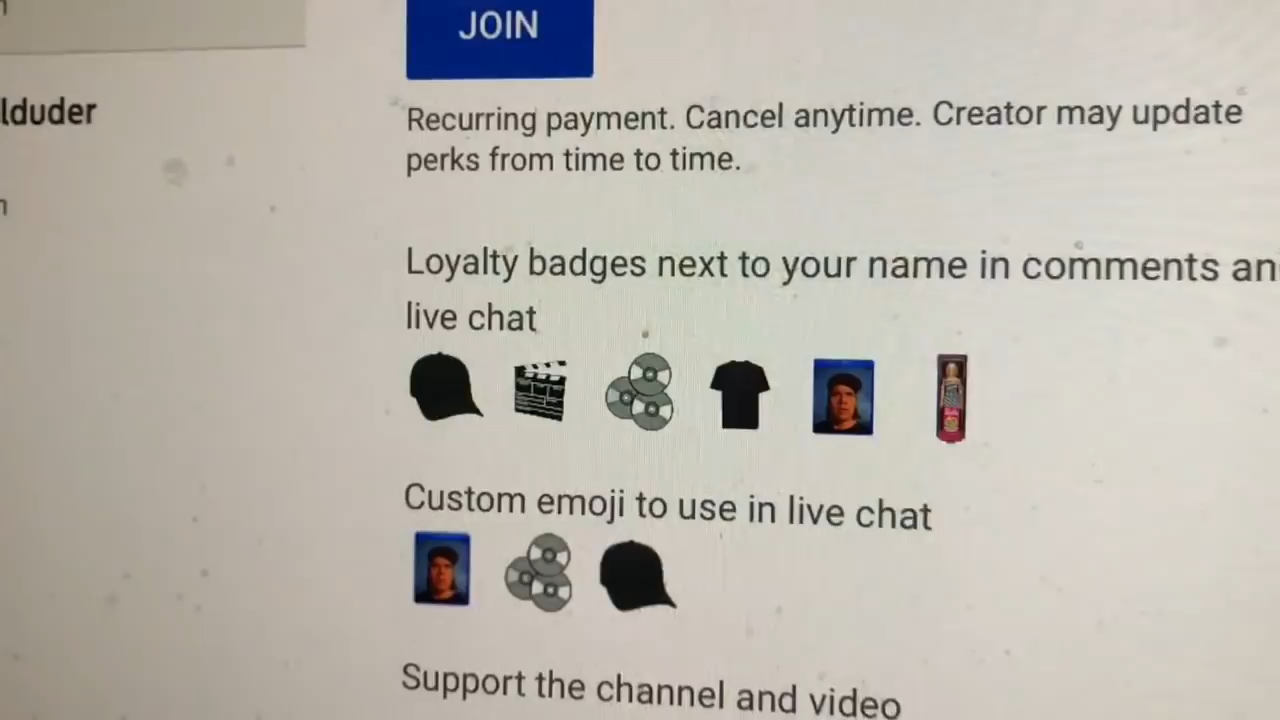 JOIN
lduder
Recurring payment. Cancel anytime. Creator may update
perks from time to time.
Loyalty badges next to your name in comments an
live chat
Custom emoji to use in live chat
Support the channel and video